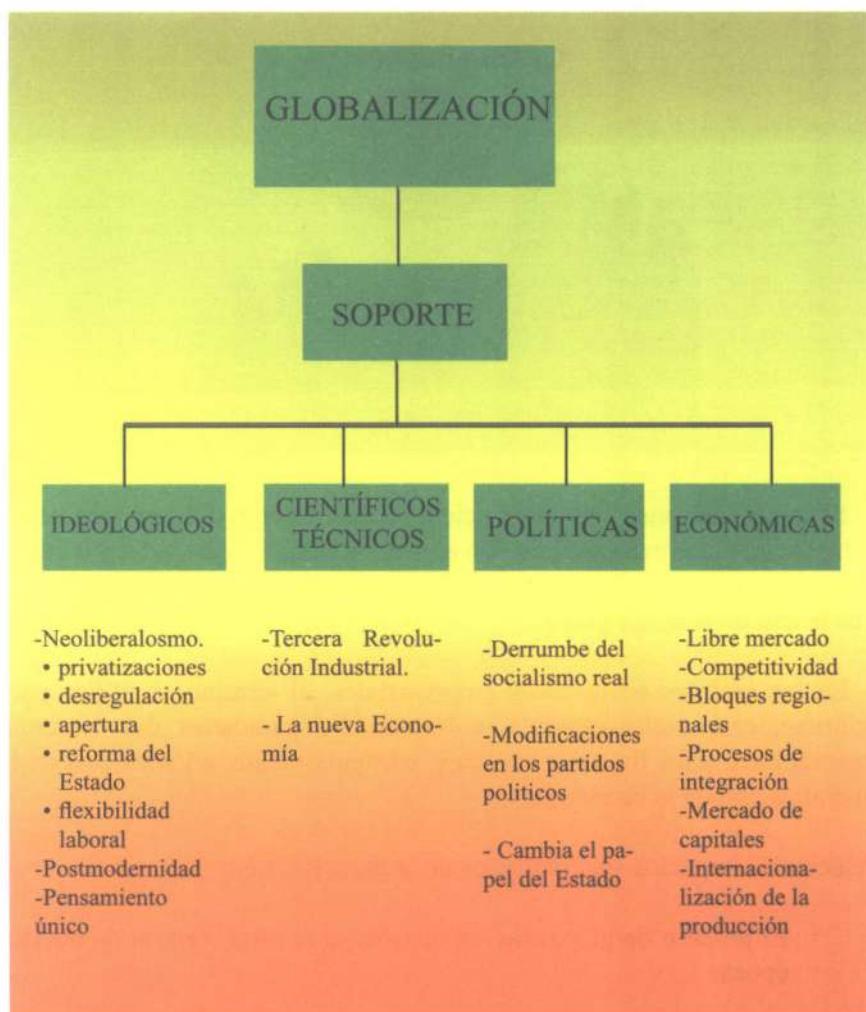 GLOBALIZACIÓN
SOPORTE
IDEOLÓGICOS
CIENTÍFICOS
TÉCNICOS
POLÍTICAS
ECONÓMICAS
-Neoliberalosmo.
• privatizaciones
• desregulación
• apertura
• reforma del
Estado
• flexibilidad
laboral
-Postmodernidad
-Pensamiento
único
-Tercera Revolu-
ción Industrial.
- La nueva Econo-
mía
-Derrumbe del
socialismo real
-Modificaciones
en los partidos
politicos
- Cambia el pa-
pel del Estado
-Libre mercado
-Competitividad
-Bloques regio-
nales
-Procesos de
integración
-Mercado de
capitales
-Internaciona-
lización de la
producción